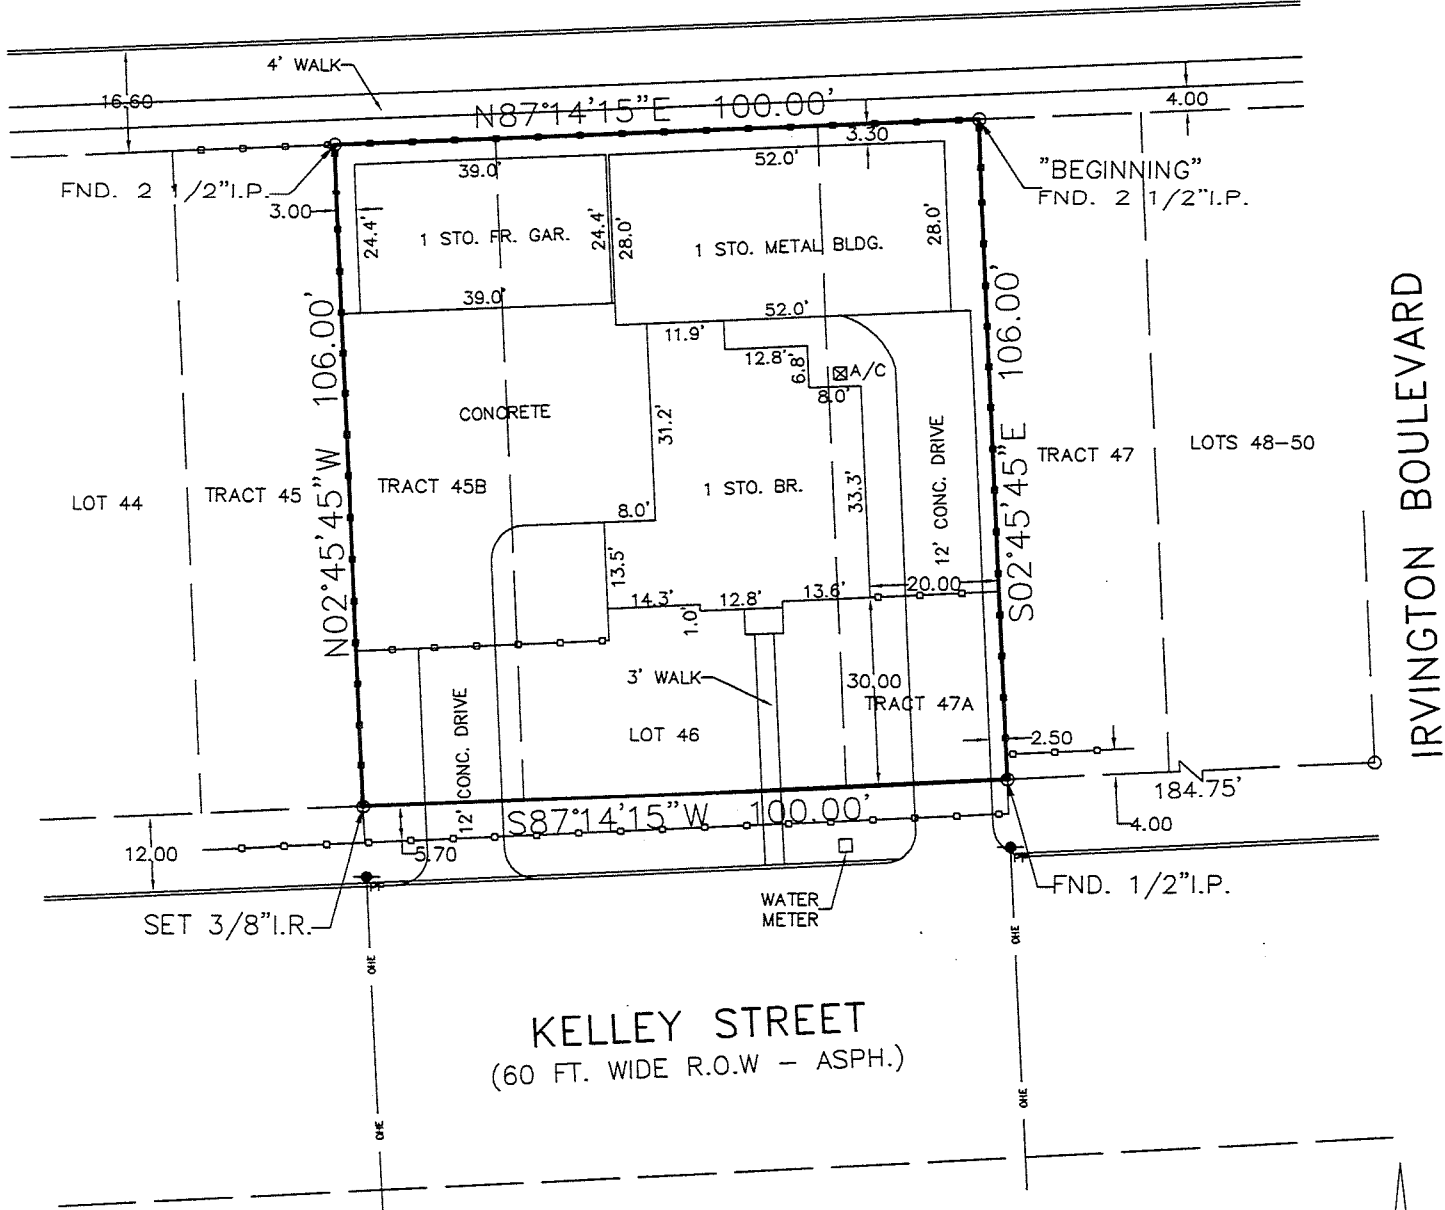 4' WALK
16.60
N87°14'15"E 100.00'
4.00
3.30
"BEGINNING"
FND. 2 1/2"I.P.
FND. 2 1/2"I.P.
3.00
39.0'
52.0'
24.4'
1 STO. FR. GAR.
24.4'
28.0'
1 STO. METAL BLDG.
28.0'
39.0'
52.0'
N02°45'45"W 106.00'
S02°45'45"E 106.00'
11.9'
12.8'
6.8'
A/C
8.0'
CONCRETE
31.2'
12' CONC. DRIVE
LOT 44
TRACT 45
TRACT 45B
1 STO. BR.
33.3'
TRACT 47
LOTS 48-50
IRVINGTON BOULEVARD
8.0'
13.5'
14.3'
1.0'
12.8'
13.6'
20.00
3' WALK
30.00
TRACT 47A
12' CONC. DRIVE
LOT 46
2.50
184.75'
S87°14'15"W 100.00'
4.00
12.00
5.70
PP
PP
SET 3/8"I.R.
WATER
METER
FND. 1/2"I.P.
OHE
OHE
KELLEY STREET
(60 FT. WIDE R.O.W - ASPH.)
OHE
OHE